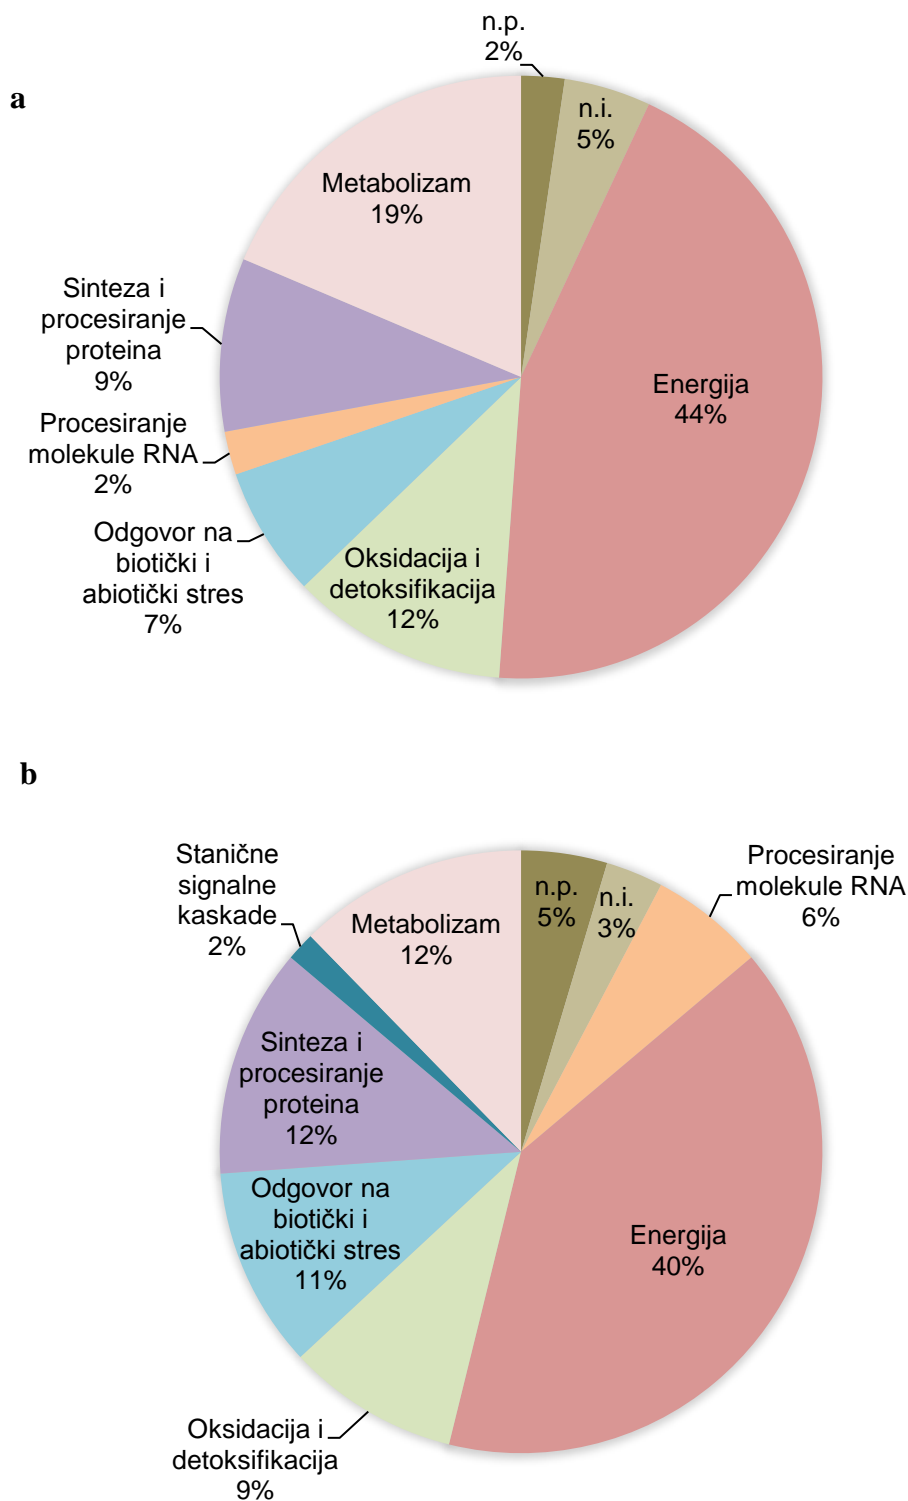 a
n.p.
2%
n.i.
5%
Metabolizam
19%
Sinteza i
procesiranje
proteina
9%
Energija
44%
Procesiranje
molekule RNA
2%
Odgovor na
biotički i
abiotički stres
7%
Oksidacija i
detoksifikacija
12%
b
Stanične
signalne
kaskade
2%
Metabolizam
12%
n.p.
5%
n.i.
3%
Procesiranje
molekule RNA
6%
Sinteza i
procesiranje
proteina
12%
Odgovor na
biotički i
abiotički stres
11%
Energija
40%
Oksidacija i
detoksifikacija
9%